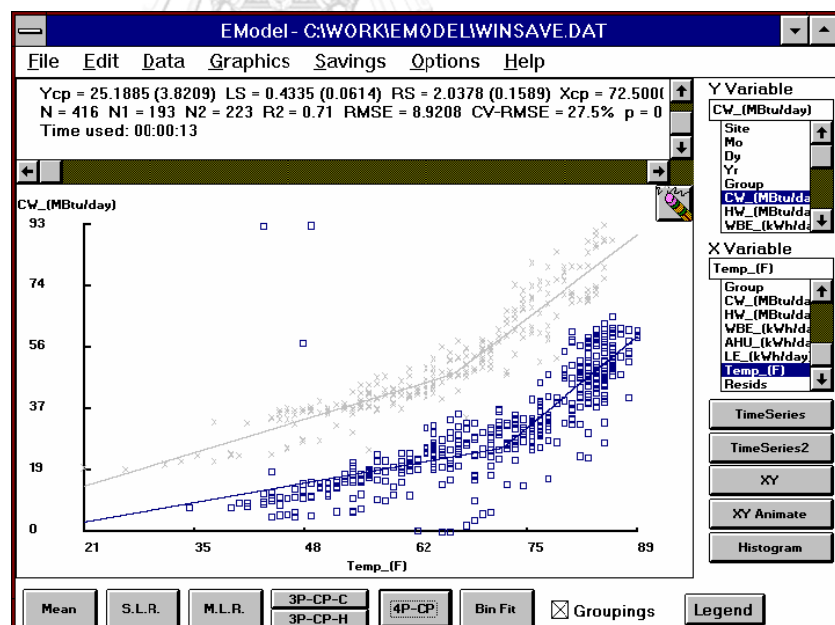 EModel - C:\WORK\EMODEL\WINSAVE.DAT
File Edit Data Graphics Savings Options Help
Ycp = 25.1885 (3.8209) LS = 0.4335 (0.0614) RS = 2.0378 (0.1589) Xcp = 72.5000
N = 416 N1 = 193 N2 = 223 R2 = 0.71 RMSE = 8.9208 CV-RMSE = 27.5% p = 0
Time used: 00:00:13
Y Variable
CW_(MBtu/day)
Site
Mo
Dy
Yr
Group
CW_(MBtu/da
HW_(MBtu/da
WBE_(kWh/da
X Variable
Temp_(F)
Group
CW_(MBtu/da
HW_(MBtu/da
WBE_(kWh/da
AHU_(kWh/da
LE_(kWh/day)
Temp_(F)
Resids
TimeSeries
TimeSeries2
XY
XY Animate
Histogram
CW_(MBtu/day)
93
74
56
37
19
0
21 35 48 62 75 89
Temp_(F)
Mean S.L.R. M.L.R. 3P-CP-C 4P-CP Bin Fit Groupings Legend
3P-CP-H